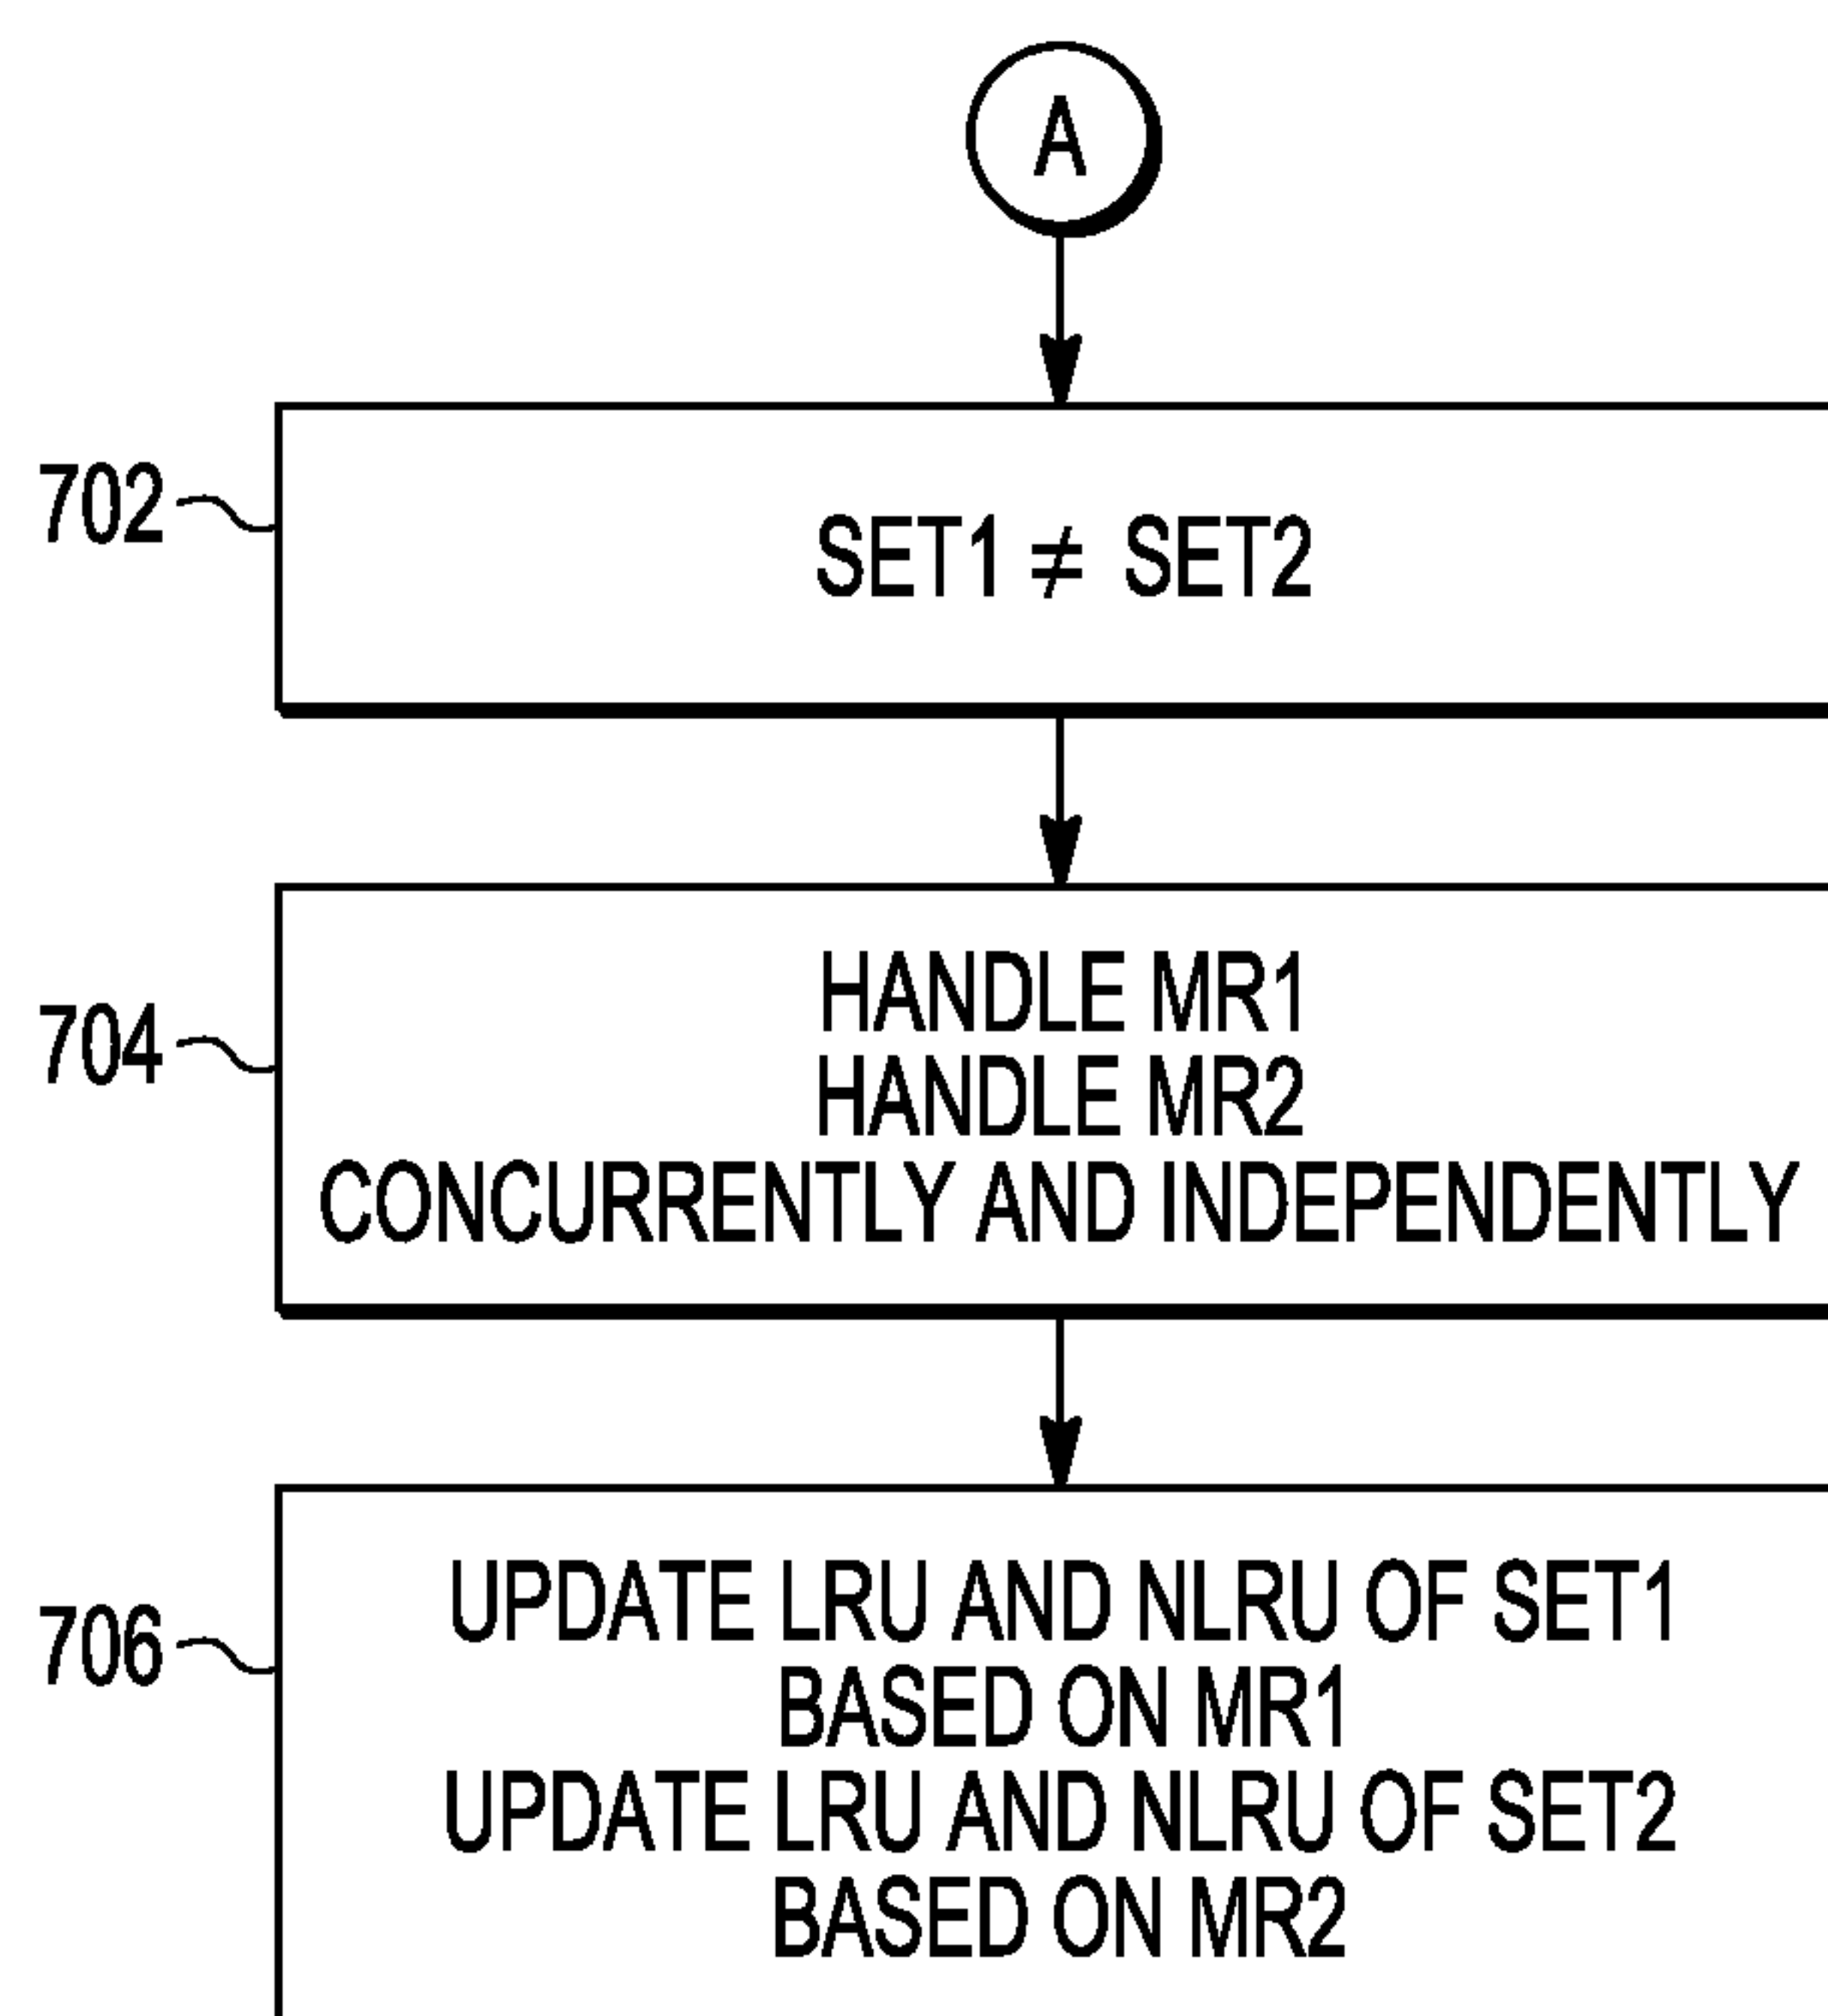 A
702
SET1 ≠ SET2
704
HANDLE MR1
HANDLE MR2
CONCURRENTLY AND INDEPENDENTLY
706
UPDATE LRU AND NLRU OF SET1
BASED ON MR1
UPDATE LRU AND NLRU OF SET2
BASED ON MR2